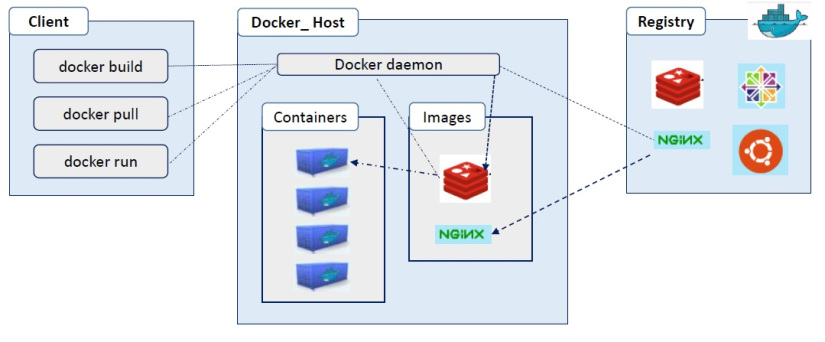 Client
docker build
docker pull
docker run
Docker_ Host
Docker daemon
Containers
Images
NGINX
Registry
NGINX